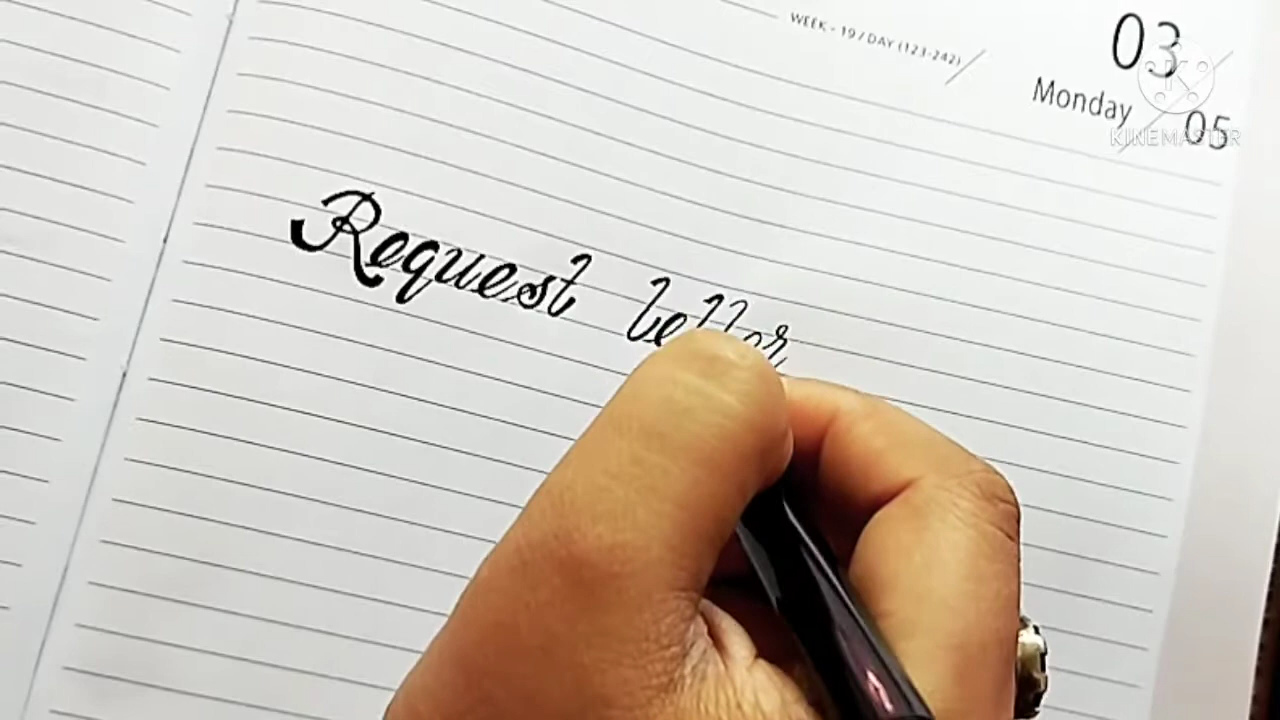 WEEK - 19 / DAY (123-242)
03
Monday
05
KINEMASTER
Request letter